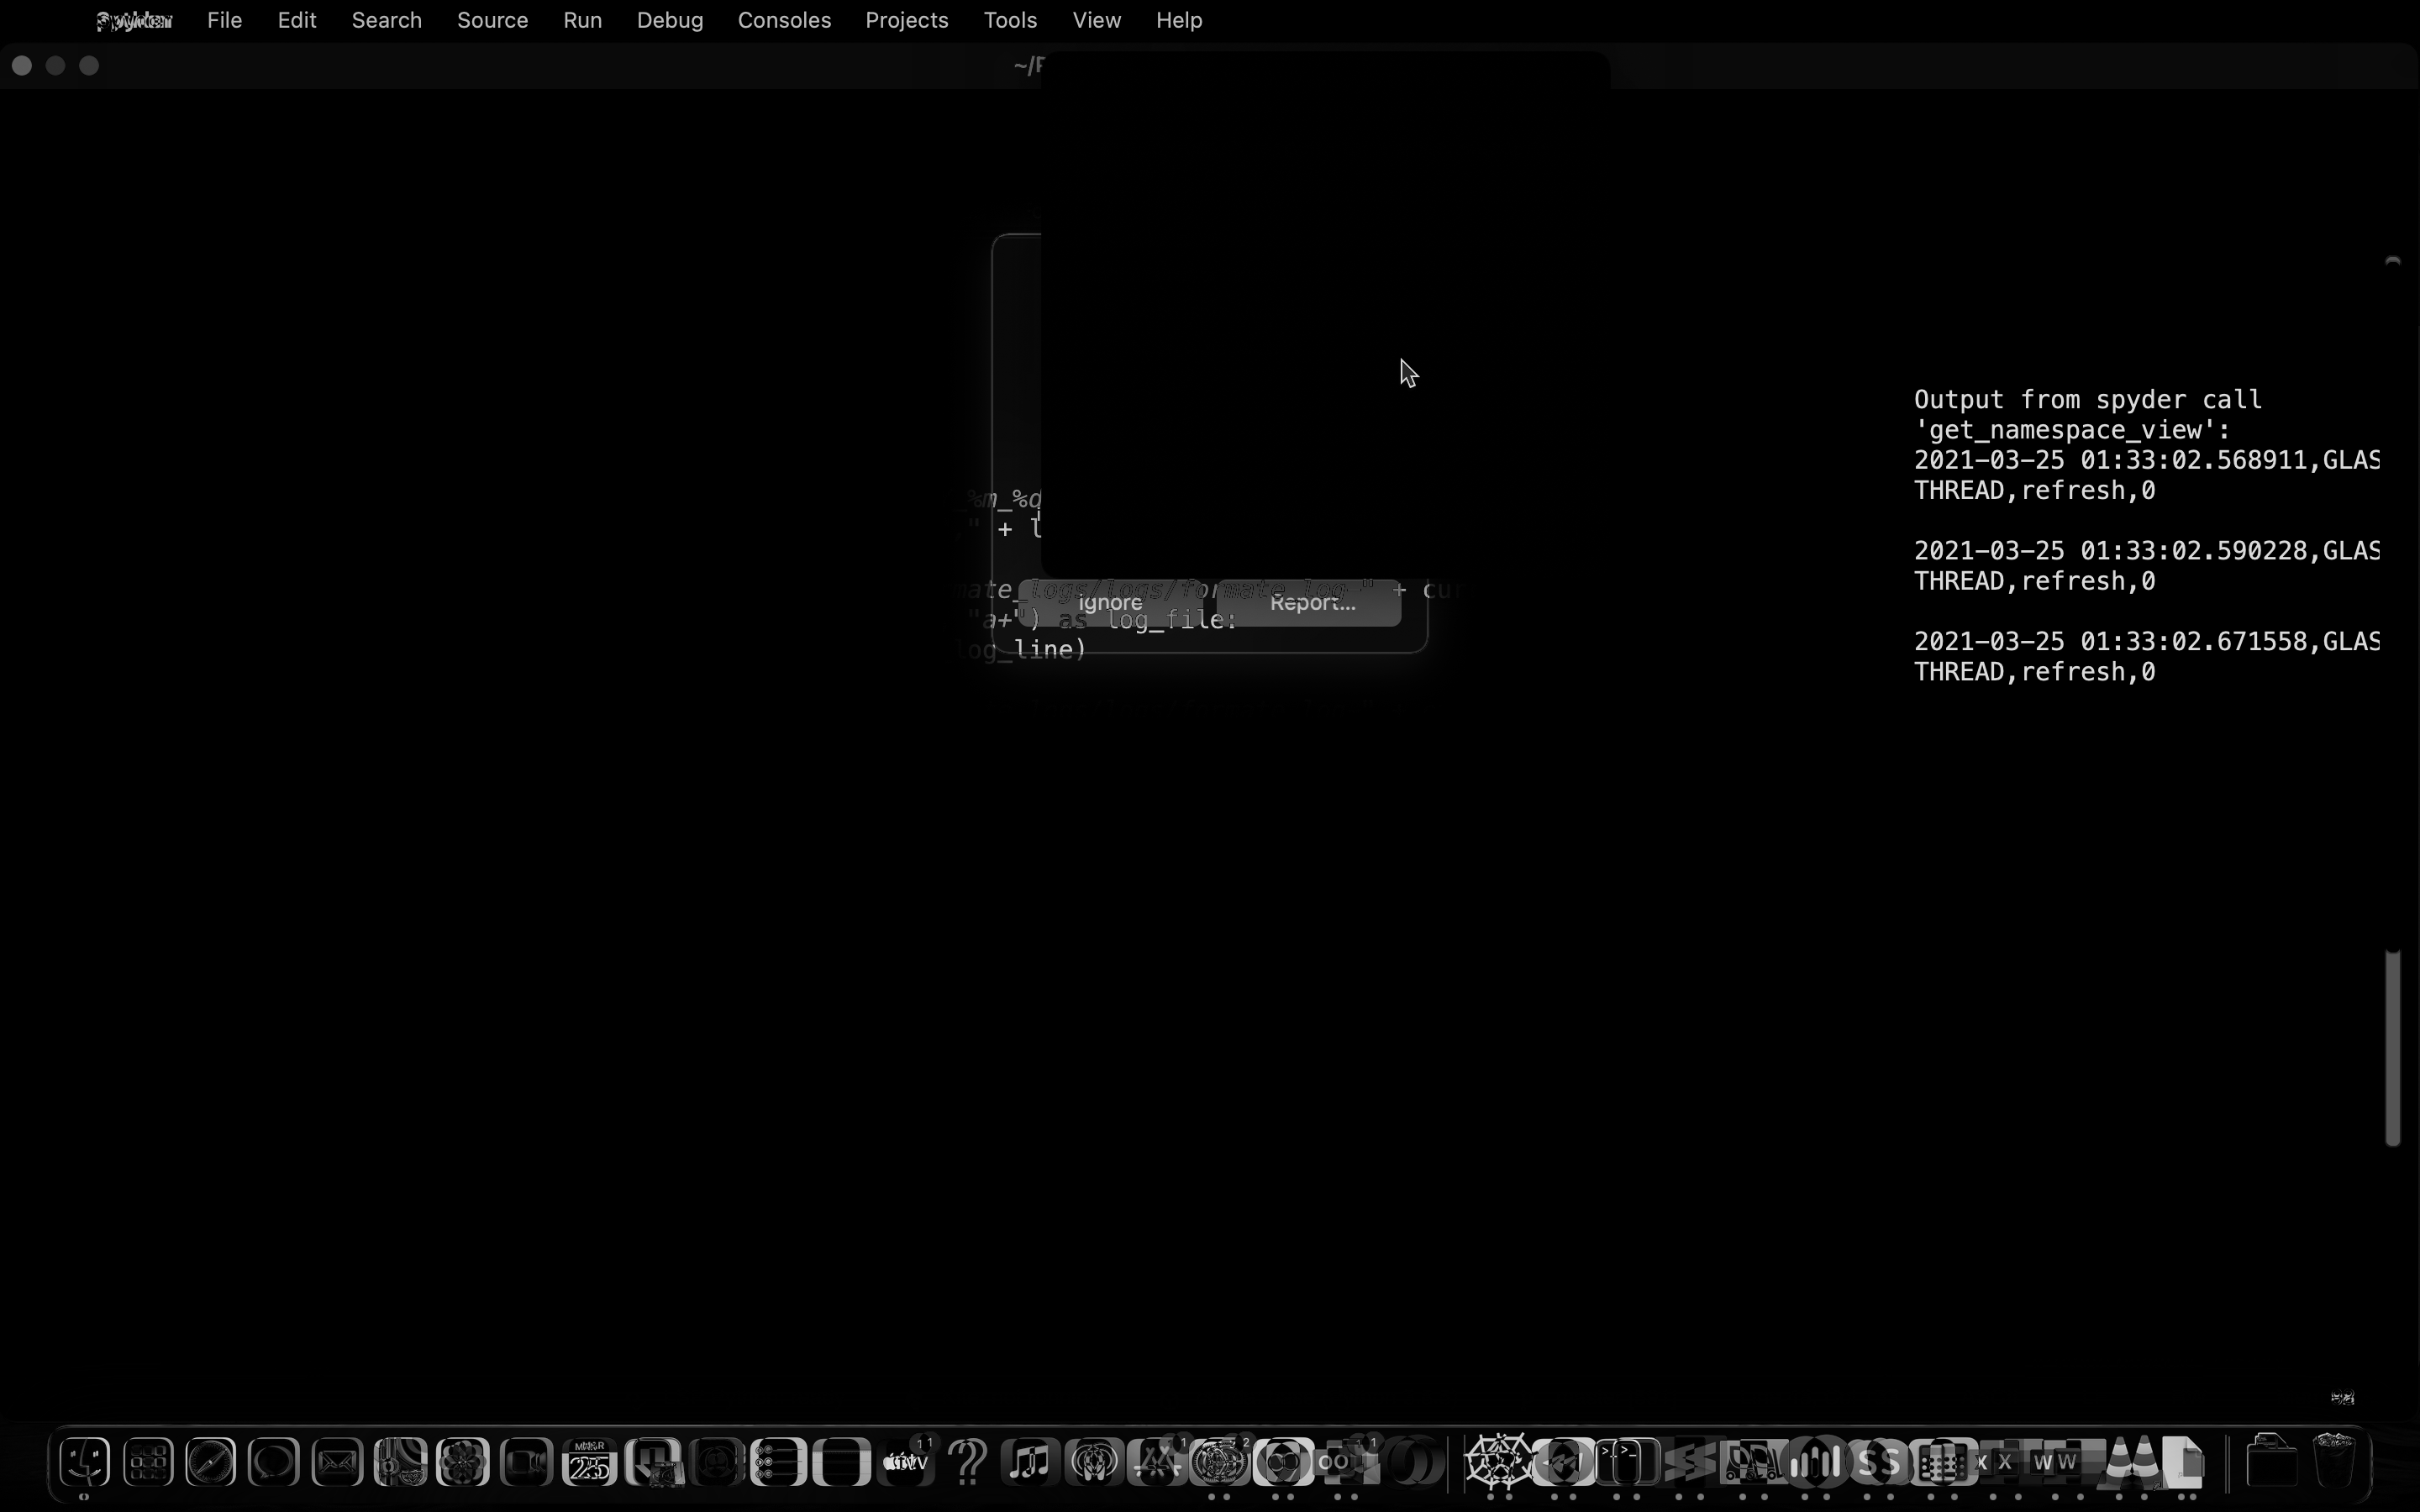 File Edit Search Source Run Debug Consoles Projects Tools View Help
~/
Output from spyder call
'get_namespace_view':
2021-03-25 01:33:02.568911,GLAS
THREAD,refresh,0
2021-03-25 01:33:02.590228,GLAS
THREAD,refresh,0
2021-03-25 01:33:02.671558,GLAS
THREAD,refresh,0
%m_%d
" + l
mate_logs/logs/formate_log_" + cur
Ignore Report...
"a+") as log_file:
log_line)